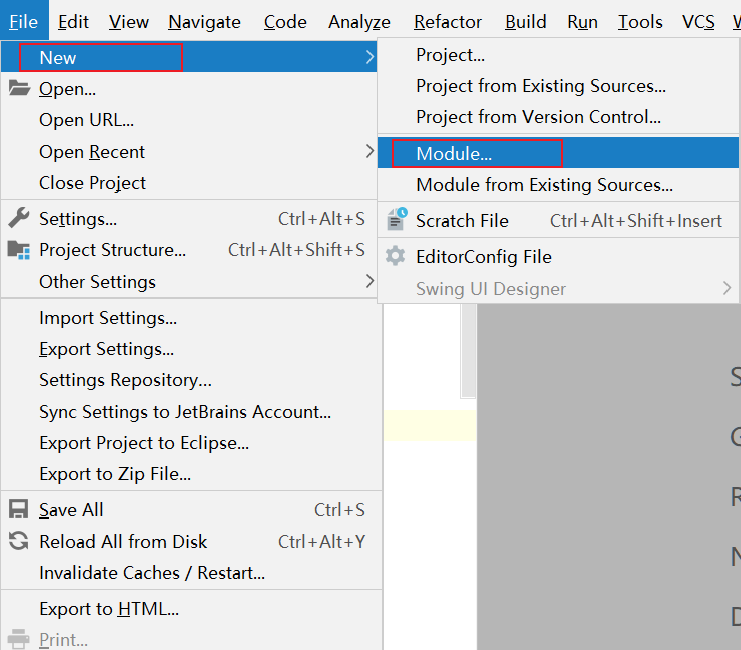 File Edit View Navigate Code Analyze Refactor Build Run Tools VCS
New
Open...
Open URL...
Open Recent
Close Project
Settings... Ctrl+Alt+S
Project Structure... Ctrl+Alt+Shift+S
Other Settings
Import Settings...
Export Settings...
Settings Repository...
Sync Settings to JetBrains Account...
Export Project to Eclipse...
Export to Zip File...
Save All Ctrl+S
Reload All from Disk Ctrl+Alt+Y
Invalidate Caches / Restart...
Export to HTML...
Print...
Project...
Project from Existing Sources...
Project from Version Control...
Module...
Module from Existing Sources...
Scratch File Ctrl+Alt+Shift+Insert
EditorConfig File
Swing UI Designer